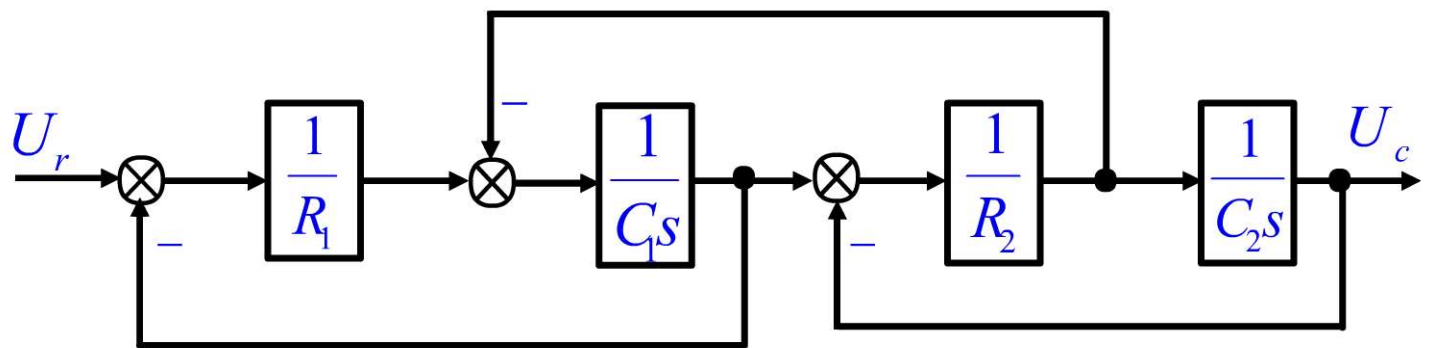 U_r
−
1/R_1
−
1/C_1s
−
1/R_2
1/C_2s
U_c